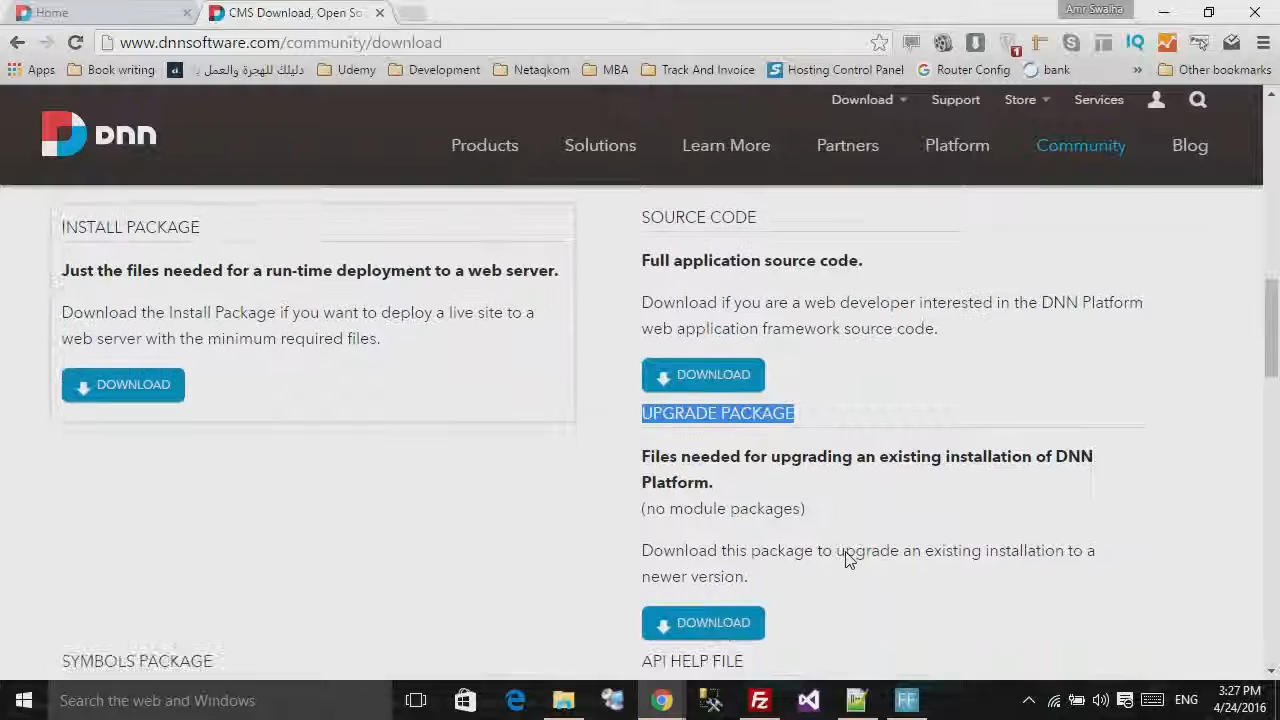 Home
CMS Download, Open So
Amr Swalha
www.dnnsoftware.com/community/download
1
Apps
Book writing
دليلك للهجرة والعمل ب
Udemy
Development
Netaqkom
MBA
Track And Invoice
Hosting Control Panel
Router Config
bank
»
Other bookmarks
Download
Support
Store
Services
DNN
Products
Solutions
Learn More
Partners
Platform
Community
Blog
INSTALL PACKAGE
Just the files needed for a run-time deployment to a web server.
Download the Install Package if you want to deploy a live site to a
web server with the minimum required files.
DOWNLOAD
SOURCE CODE
Full application source code.
Download if you are a web developer interested in the DNN Platform
web application framework source code.
DOWNLOAD
UPGRADE PACKAGE
Files needed for upgrading an existing installation of DNN
Platform.
(no module packages)
Download this package to upgrade an existing installation to a
newer version.
DOWNLOAD
SYMBOLS PACKAGE
API HELP FILE
Search the web and Windows
ENG
3:27 PM
4/24/2016